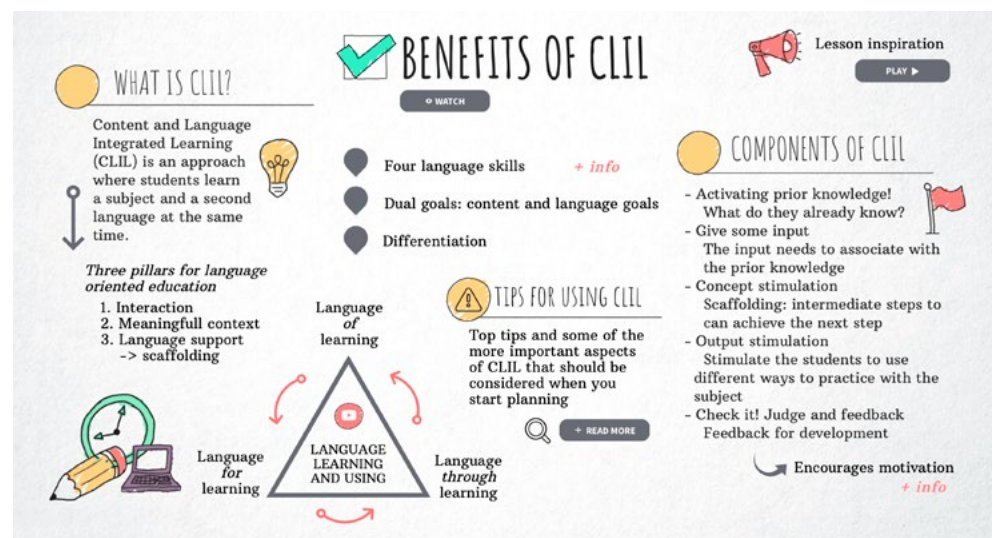 WHAT IS CLIL?
Content and Language
Integrated Learning
(CLIL) is an approach
where students learn
a subject and a second
language at the same
time.
Three pillars for language
oriented education
1. Interaction
2. Meaningfull context
3. Language support
-> scaffolding
BENEFITS OF CLIL
WATCH
Four language skills
+ info
Dual goals: content and language goals
Differentiation
Language
of
learning
LANGUAGE
LEARNING
AND USING
Language
for
learning
Language
through
learning
TIPS FOR USING CLIL
Top tips and some of the
more important aspects
of CLIL that should be
considered when you
start planning
+ READ MORE
Lesson inspiration
PLAY
COMPONENTS OF CLIL
- Activating prior knowledge!
What do they already know?
- Give some input
The input needs to associate with
the prior knowledge
- Concept stimulation
Scaffolding: intermediate steps to
can achieve the next step
- Output stimulation
Stimulate the students to use
different ways to practice with the
subject
- Check it! Judge and feedback
Feedback for development
Encourages motivation
+ info